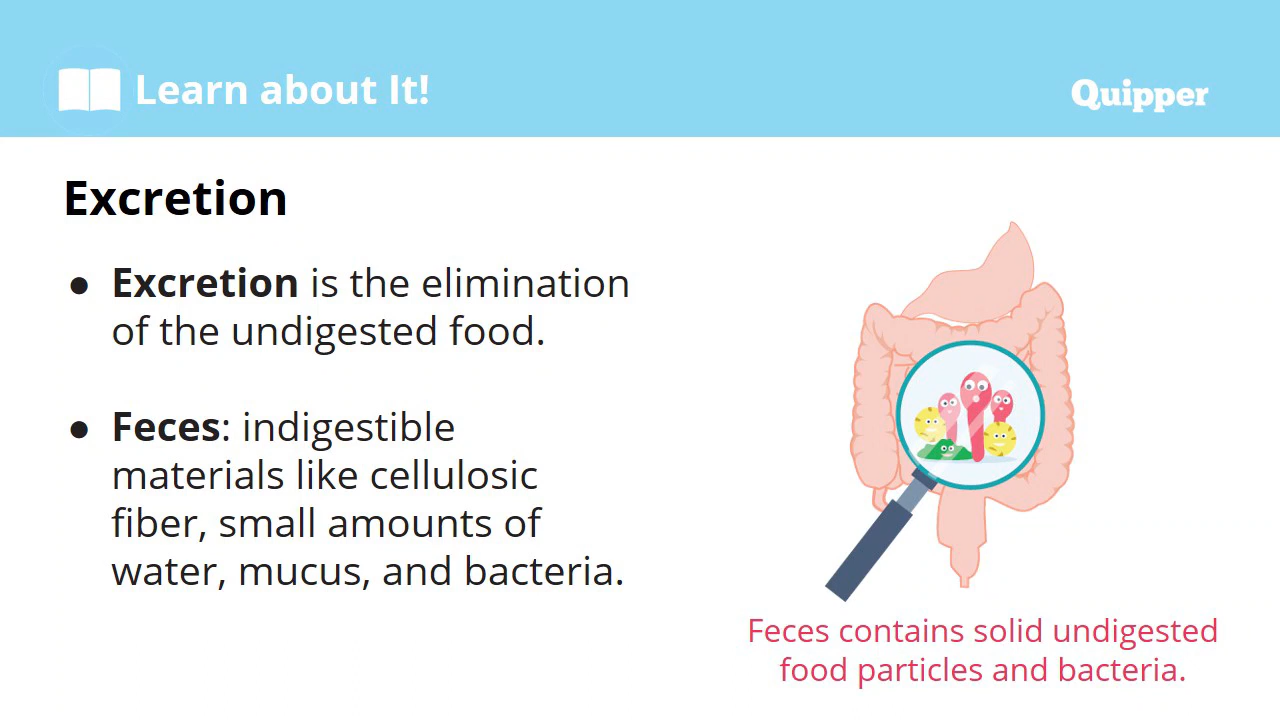 Learn about It!
Quipper
Excretion
● Excretion is the elimination
of the undigested food.
● Feces: indigestible
materials like cellulosic
fiber, small amounts of
water, mucus, and bacteria.
Feces contains solid undigested
food particles and bacteria.